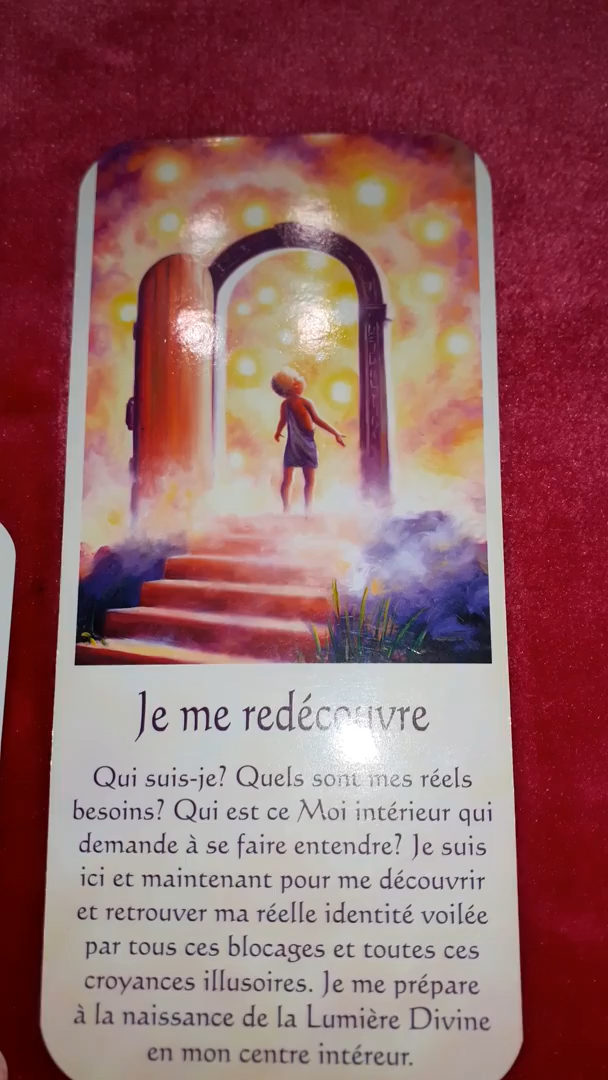 Je me redécouvre
Qui suis-je? Quels sont mes réels
besoins? Qui est ce Moi intérieur qui
demande à se faire entendre? Je suis
ici et maintenant pour me découvrir
et retrouver ma réelle identité voilée
par tous ces blocages et toutes ces
croyances illusoires. Je me prépare
à la naissance de la Lumière Divine
en mon centre intéreur.